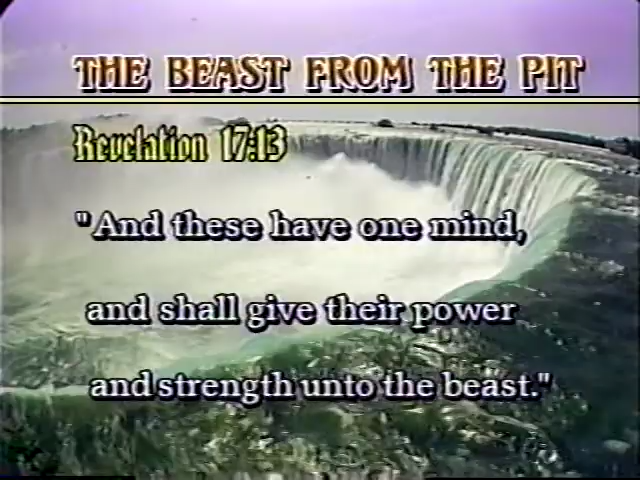 THE BEAST FROM THE PIT
Revelation 17:13
"And these have one mind,
and shall give their power
and strength unto the beast."